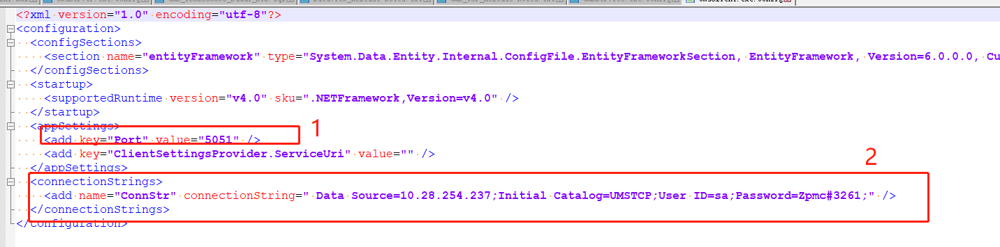 <?xml version="1.0" encoding="utf-8"?>
<configuration>
<configSections>
<section name="entityFramework" type="System.Data.Entity.Internal.ConfigFile.EntityFrameworkSection, EntityFramework, Version=6.0.0.0, Cu
</configSections>
<startup>
<supportedRuntime version="v4.0" sku=".NETFramework,Version=v4.0" />
</startup>
<appSettings>
1
<add key="Port" value="5051" />
<add key="ClientSettingsProvider.ServiceUri" value="" />
2
</appSettings>
<connectionStrings>
<add name="ConnStr" connectionString=" Data Source=10.28.254.237;Initial Catalog=UMSTCP;User ID=sa;Password=Zpmc#3261;" />
</connectionStrings>
</configuration>